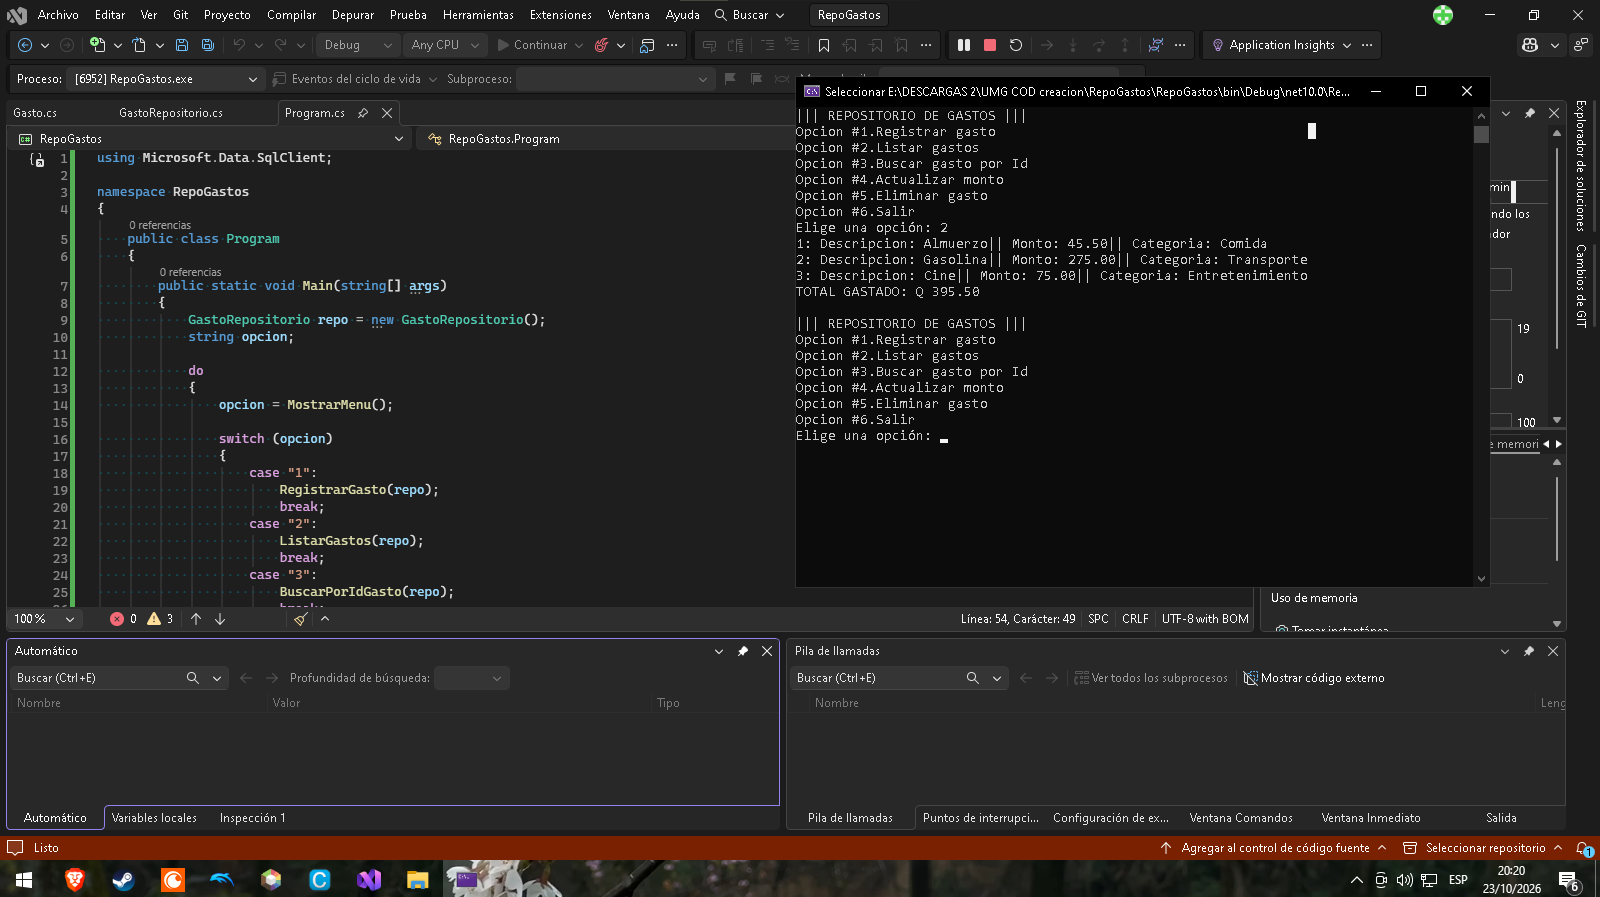 Archivo Editar Ver Git Proyecto Compilar Depurar Prueba Herramientas Extensiones Ventana Ayuda Buscar RepoGastos
Debug Any CPU Continuar Application Insights
Proceso: [6952] RepoGastos.exe Eventos del ciclo de vida Subproceso:
Gasto.cs GastoRepositorio.cs Program.cs
RepoGastos RepoGastos.Program
1 using Microsoft.Data.SqlClient;
2
3 namespace RepoGastos
4 {
0 referencias
5 public class Program
6 {
0 referencias
7 public static void Main(string[] args)
8 {
9 GastoRepositorio repo = new GastoRepositorio();
10 string opcion;
11
12 do
13 {
14 opcion = MostrarMenu();
15
16 switch (opcion)
17 {
18 case "1":
19 RegistrarGasto(repo);
20 break;
21 case "2":
22 ListarGastos(repo);
23 break;
24 case "3":
25 BuscarPorIdGasto(repo);
100 % 0 3 Línea: 54, Carácter: 49 SPC CRLF UTF-8 with BOM
Seleccionar E:\DESCARGAS 2\UMG COD creacion\RepoGastos\RepoGastos\bin\Debug\net10.0\Re...
||| REPOSITORIO DE GASTOS |||
Opcion #1.Registrar gasto
Opcion #2.Listar gastos
Opcion #3.Buscar gasto por Id
Opcion #4.Actualizar monto
Opcion #5.Eliminar gasto
Opcion #6.Salir
Elige una opción: 2
1: Descripcion: Almuerzo|| Monto: 45.50|| Categoria: Comida
2: Descripcion: Gasolina|| Monto: 275.00|| Categoria: Transporte
3: Descripcion: Cine|| Monto: 75.00|| Categoria: Entretenimiento
TOTAL GASTADO: Q 395.50
||| REPOSITORIO DE GASTOS |||
Opcion #1.Registrar gasto
Opcion #2.Listar gastos
Opcion #3.Buscar gasto por Id
Opcion #4.Actualizar monto
Opcion #5.Eliminar gasto
Opcion #6.Salir
Elige una opción:
min
ndo los
ador
19
0
100
e memori
Uso de memoria
Tomar instantánea
Explorador de soluciones
Cambios de GIT
Automático
Buscar (Ctrl+E) Profundidad de búsqueda:
Nombre Valor Tipo
Automático Variables locales Inspección 1
Pila de llamadas
Buscar (Ctrl+E) Ver todos los subprocesos Mostrar código externo
Nombre Leng
Pila de llamadas Puntos de interrupci... Configuración de ex... Ventana Comandos Ventana Inmediato Salida
Listo Agregar al control de código fuente Seleccionar repositorio 1
ESP 20:20
23/10/2026 6